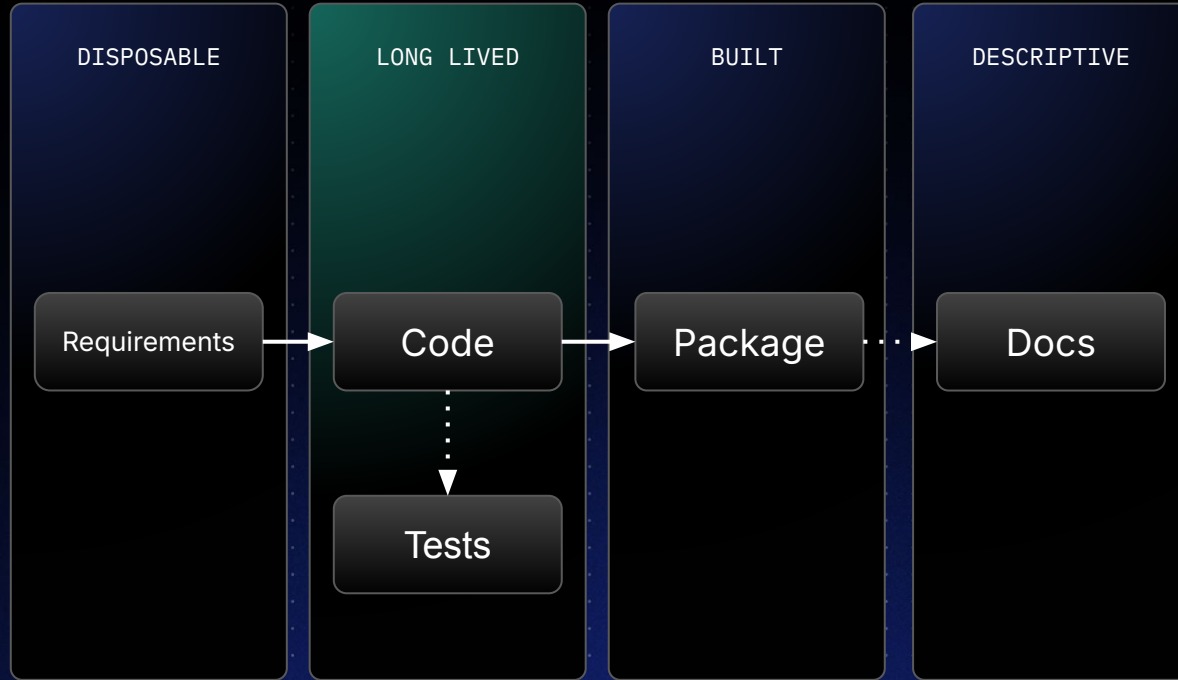 DISPOSABLE
LONG LIVED
BUILT
DESCRIPTIVE
Requirements
Code
Package
Docs
Tests